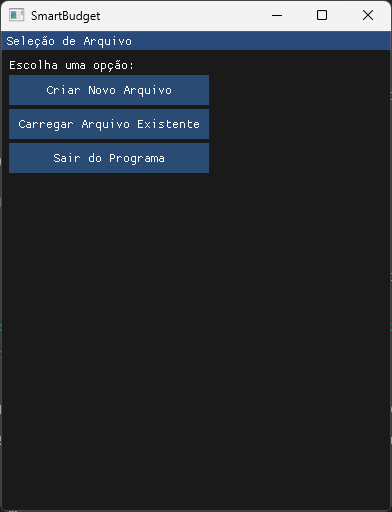 SmartBudget
Seleção de Arquivo
Escolha uma opção:
Criar Novo Arquivo
Carregar Arquivo Existente
Sair do Programa